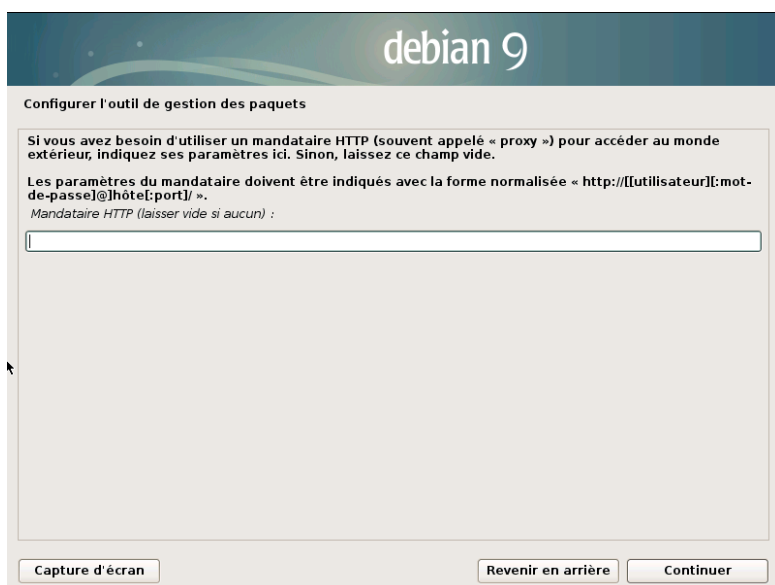 debian 9
Configurer l'outil de gestion des paquets
Si vous avez besoin d'utiliser un mandataire HTTP (souvent appelé « proxy ») pour accéder au monde
extérieur, indiquez ses paramètres ici. Sinon, laissez ce champ vide.
Les paramètres du mandataire doivent être indiqués avec la forme normalisée « http://[[utilisateur][:mot-
de-passe]@]hôte[:port]/ ».
Mandataire HTTP (laisser vide si aucun) :
Capture d'écran
Revenir en arrière
Continuer